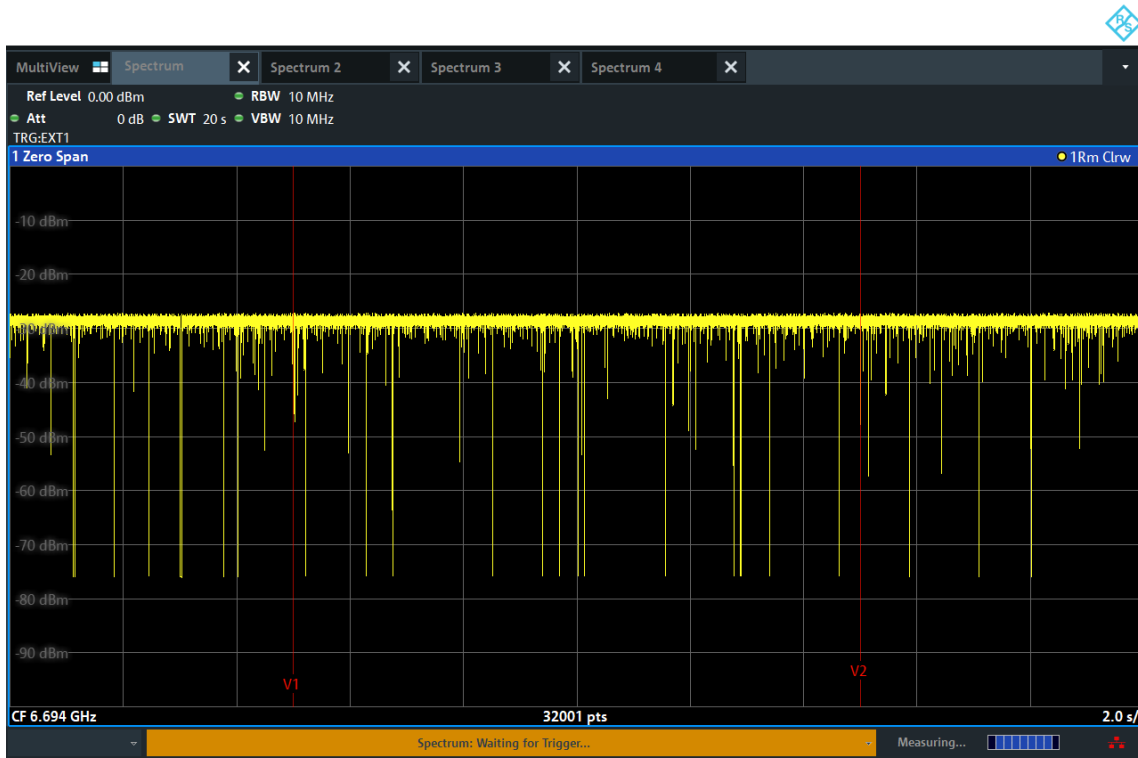 R&S
MultiView Spectrum X Spectrum 2 X Spectrum 3 X Spectrum 4 X
Ref Level 0.00 dBm RBW 10 MHz
Att 0 dB SWT 20 s VBW 10 MHz
TRG:EXT1
1 Zero Span 1Rm Clrw
-10 dBm
-20 dBm
-30 dBm
-40 dBm
-50 dBm
-60 dBm
-70 dBm
-80 dBm
-90 dBm
V1 V2
CF 6.694 GHz 32001 pts 2.0 s/
Spectrum: Waiting for Trigger... Measuring...